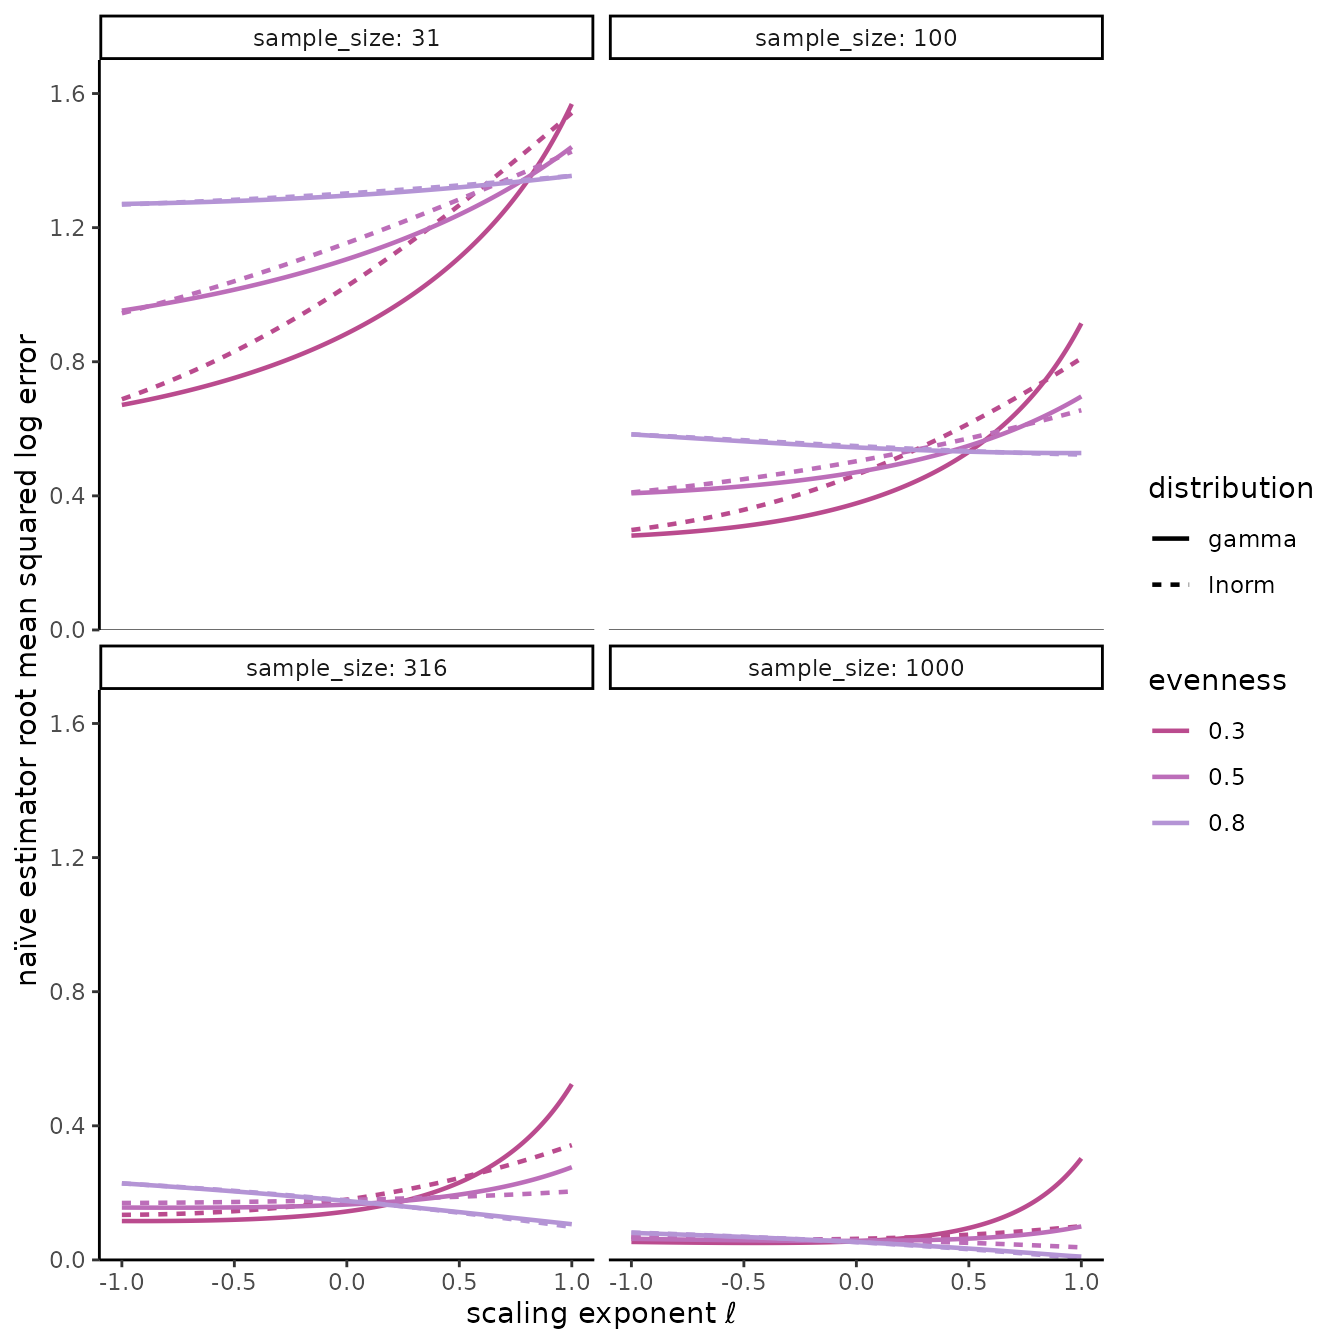 sample_size: 31
sample_size: 100
1.6
1.2
0.8
0.4
0.0
sample_size: 316
sample_size: 1000
1.6
1.2
0.8
0.4
0.0
-1.0 -0.5 0.0 0.5 1.0
-1.0 -0.5 0.0 0.5 1.0
scaling exponent ℓ
naïve estimator root mean squared log error
distribution
gamma
lnorm
evenness
0.3
0.5
0.8